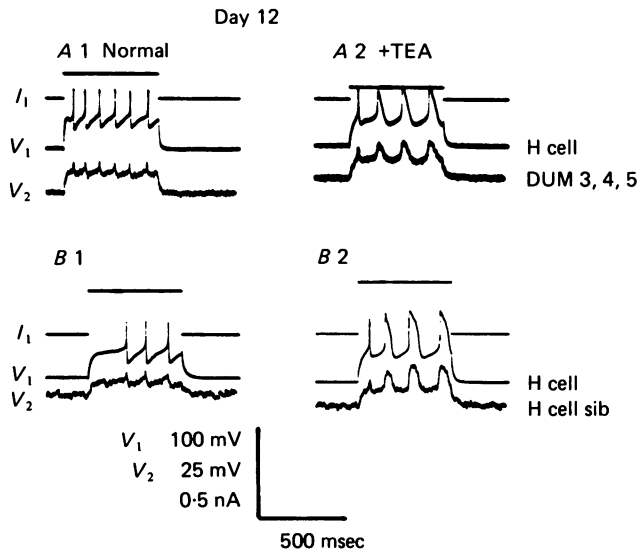 Day 12
A 1 Normal
A 2 +TEA
I₁
V₁
H cell
V₂
DUM 3, 4, 5
B 1
B 2
I₁
V₁
H cell
V₂
H cell sib
V₁ 100 mV
V₂ 25 mV
0·5 nA
500 msec